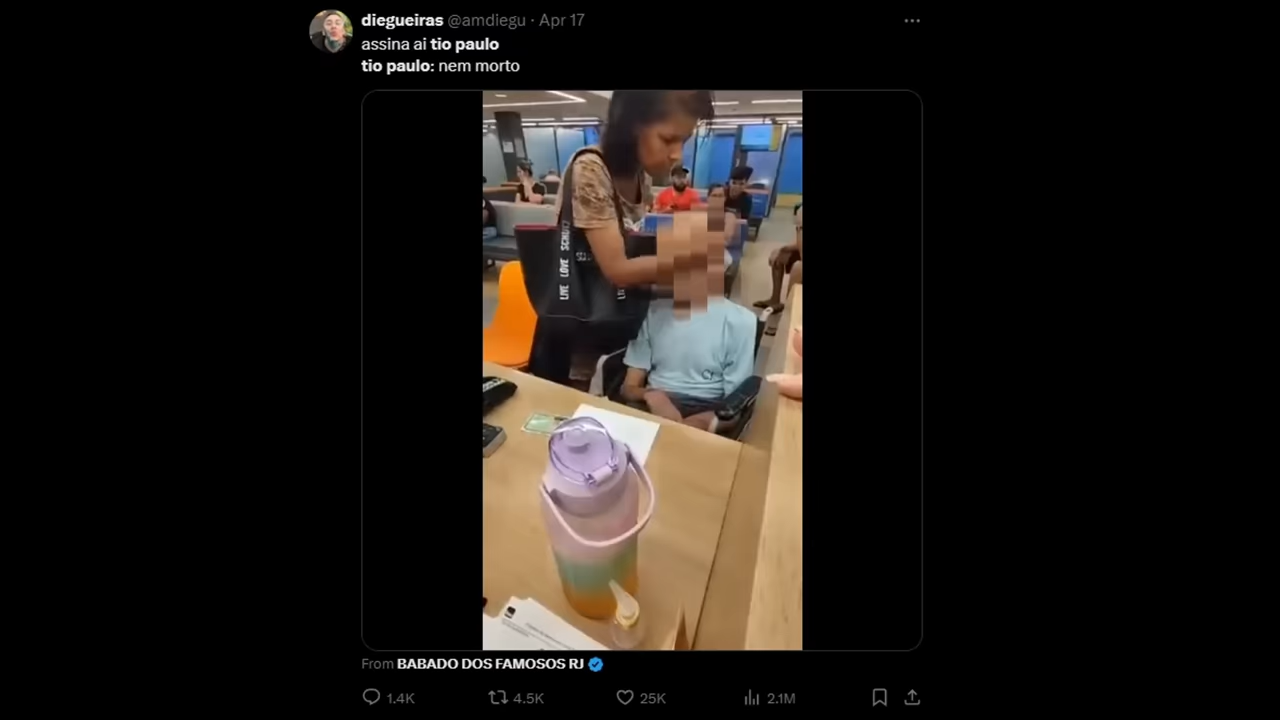 diegueiras @amdiegu · Apr 17
assina ai tio paulo
tio paulo: nem morto
LIVE LOVE
From BABADO DOS FAMOSOS RJ
1.4K 4.5K 25K 2.1M